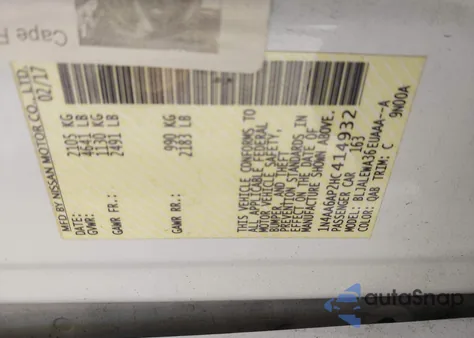 Cape F
MFD BY NISSAN MOTOR CO., LTD.
DATE: 02/17
GVWR: 2105 KG
4641 LB
GAWR FR: 1130 KG
2491 LB
GAWR RR: 990 KG
2183 LB
THIS VEHICLE CONFORMS TO
ALL APPLICABLE FEDERAL
MOTOR VEHICLE SAFETY,
BUMPER, AND THEFT
PREVENTION STANDARDS IN
EFFECT ON THE DATE OF
MANUFACTURE SHOWN ABOVE.
1N4AA6AP2HC414932
PASSENGER CAR 163
MODEL: BLJALEWA36EUAAA--A
COLOR: QAB TRIM: C 9N00A
autoSnap